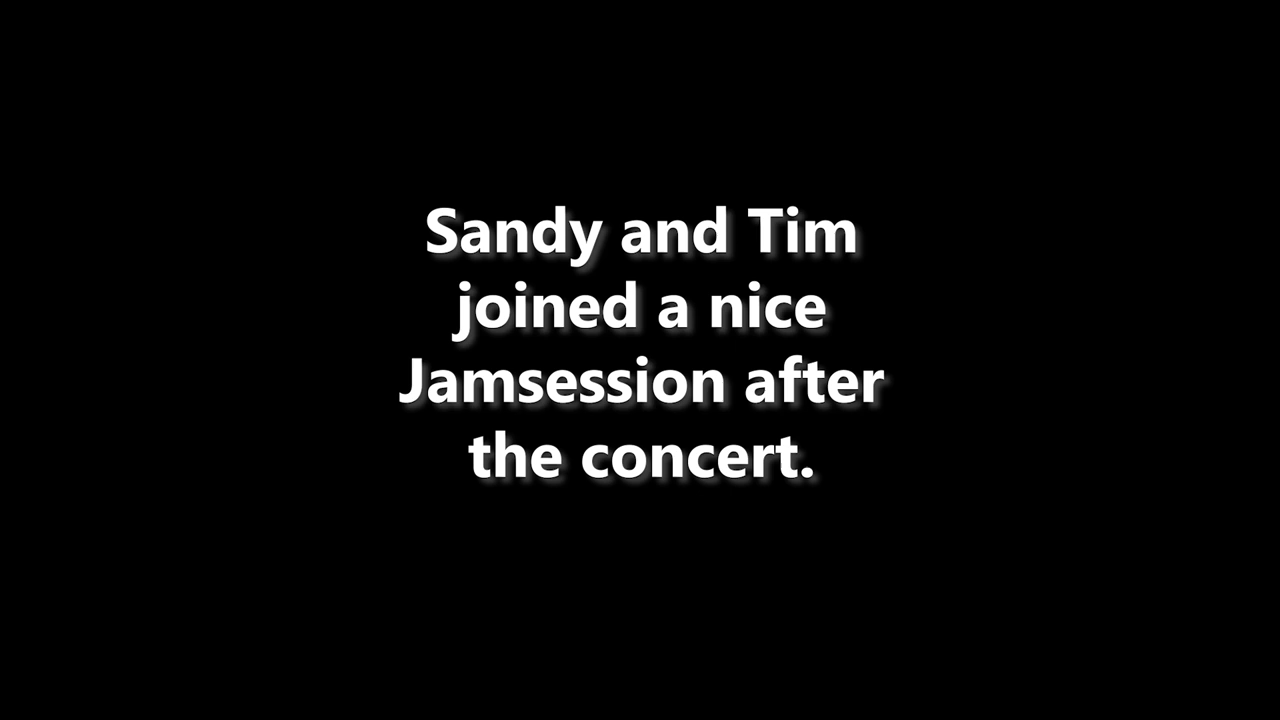 Sandy and Tim
joined a nice
Jamsession after
the concert.